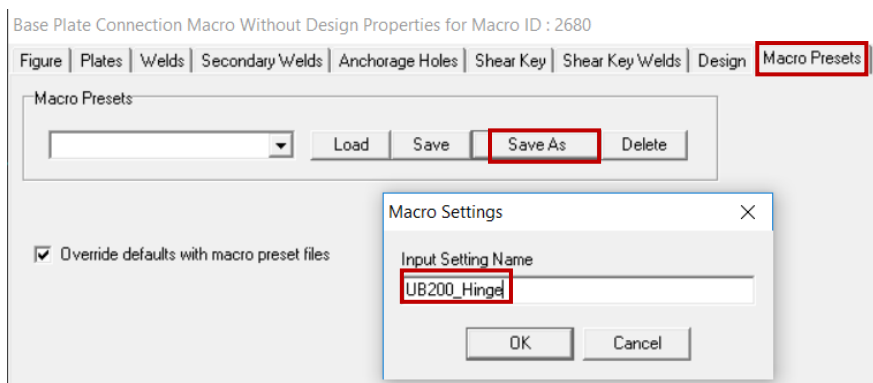 Base Plate Connection Macro Without Design Properties for Macro ID : 2680
Figure Plates Welds Secondary Welds Anchorage Holes Shear Key Shear Key Welds Design Macro Presets
Macro Presets
Load Save Save As Delete
Macro Settings
Override defaults with macro preset files
Input Setting Name
UB200_Hinge
OK Cancel